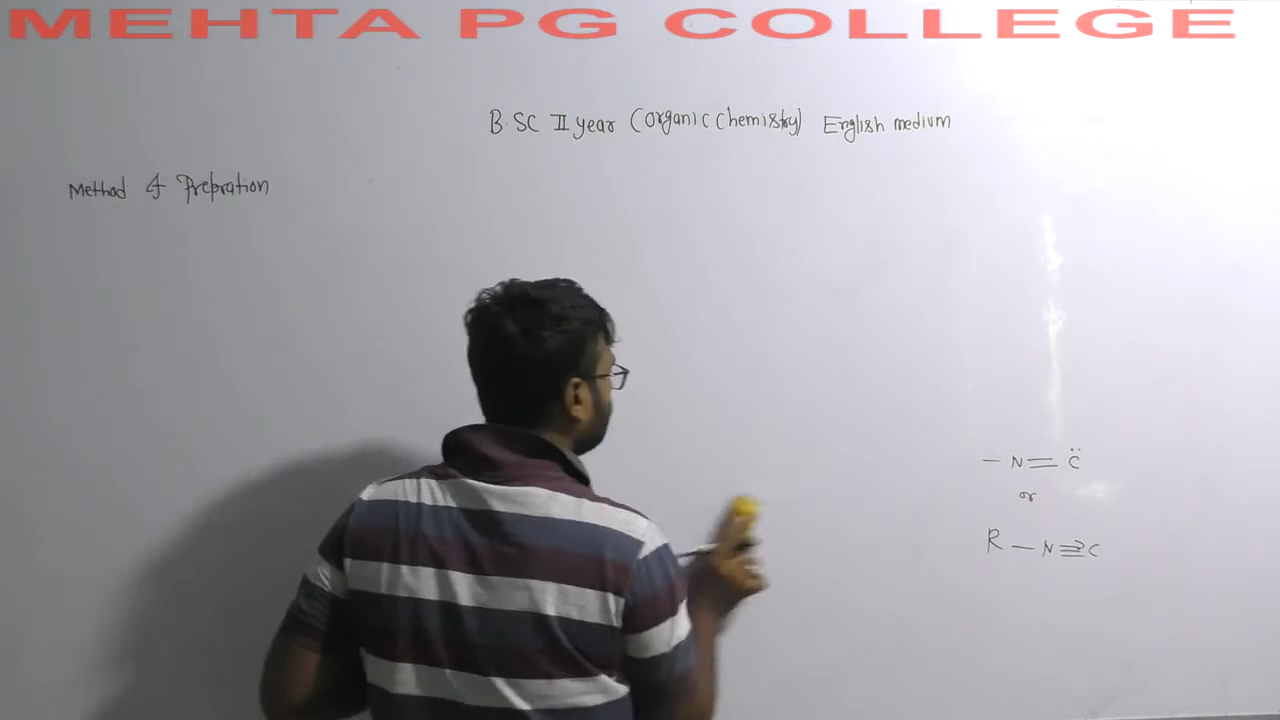 MEHTA PG COLLEGE
B.SC II year (Organic Chemistry) English medium
Method of Prepration
— N = C̈
or
R — N ≡ C